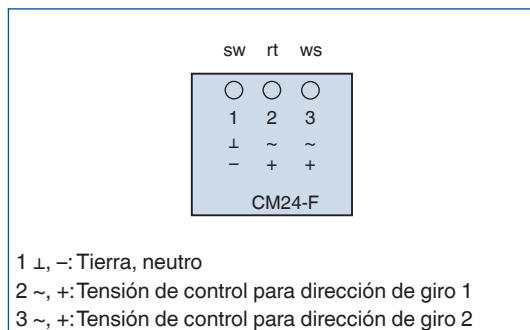 sw rt ws
1 2 3
⊥ ~ ~
– + +
CM24-F
1 ⊥, –: Tierra, neutro
2 ~, +: Tensión de control para dirección de giro 1
3 ~, +: Tensión de control para dirección de giro 2